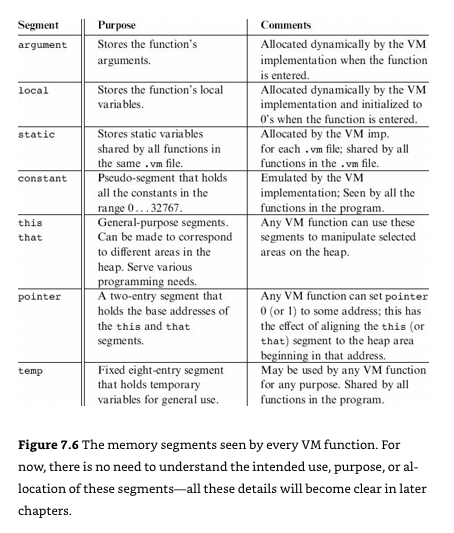 Segment Purpose Comments
argument Stores the function's Allocated dynamically by the VM
arguments. implementation when the function
is entered.
local Stores the function's local Allocated dynamically by the VM
variables. implementation and initialized to
0's when the function is entered.
static Stores static variables Allocated by the VM imp.
shared by all functions in for each .vm file; shared by all
the same .vm file. functions in the .vm file.
constant Pseudo-segment that holds Emulated by the VM
all the constants in the implementation; Seen by all the
range 0...32767. functions in the program.
this General-purpose segments. Any VM function can use these
that Can be made to correspond segments to manipulate selected
to different areas in the areas on the heap.
heap. Serve various
programming needs.
pointer A two-entry segment that Any VM function can set pointer
holds the base addresses of 0 (or 1) to some address; this has
the this and that the effect of aligning the this (or
segments. that) segment to the heap area
beginning in that address.
temp Fixed eight-entry segment May be used by any VM function
that holds temporary for any purpose. Shared by all
variables for general use. functions in the program.
Figure 7.6 The memory segments seen by every VM function. For
now, there is no need to understand the intended use, purpose, or al-
location of these segments—all these details will become clear in later
chapters.